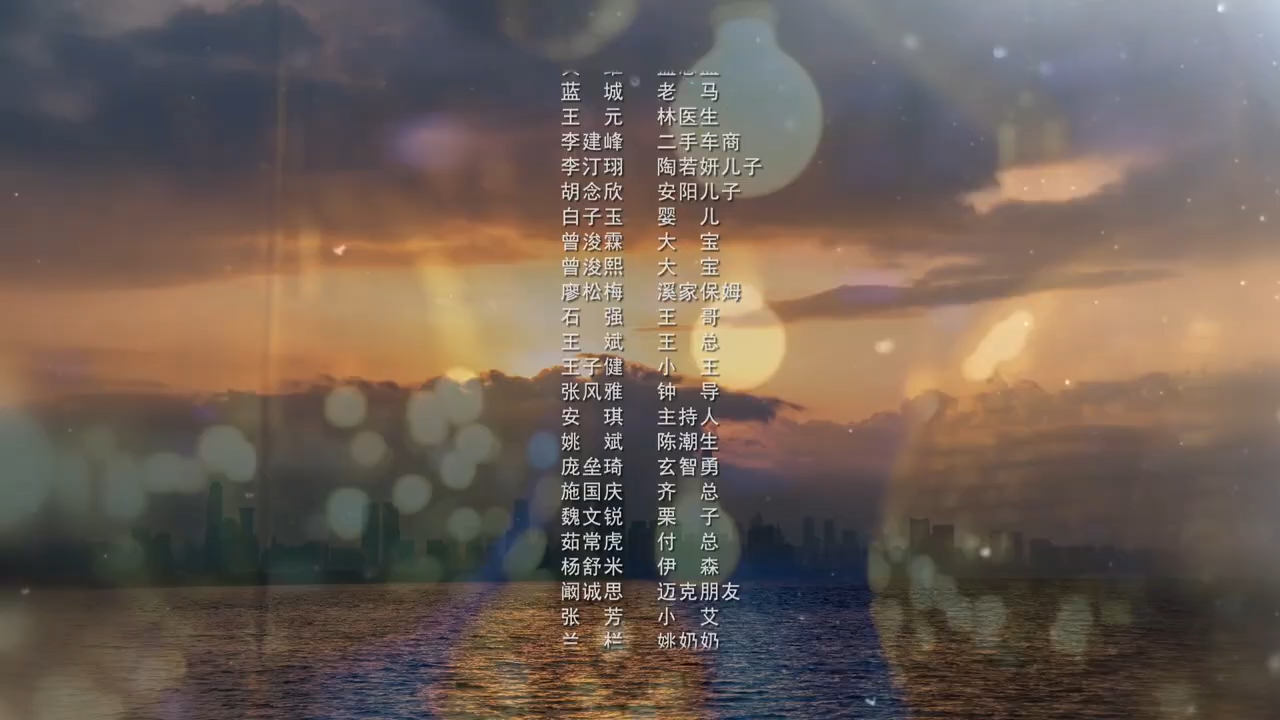 蓝城 老马
王元 林医生
李建峰 二手车商
李汀珝 陶若妍儿子
胡念欣 安阳儿子
白子玉 婴儿
曾浚霖 大宝
曾浚熙 大宝
廖松梅 溪家保姆
石强 王哥
王斌 王总
王子健 小王
张风雅 钟导
安琪 主持人
姚斌 陈潮生
庞垒琦 玄智勇
施国庆 齐总
魏文锐 栗子
茹常虎 付总
杨舒米 伊森
阚诚思 迈克朋友
张芳 小艾
兰栏 姚奶奶